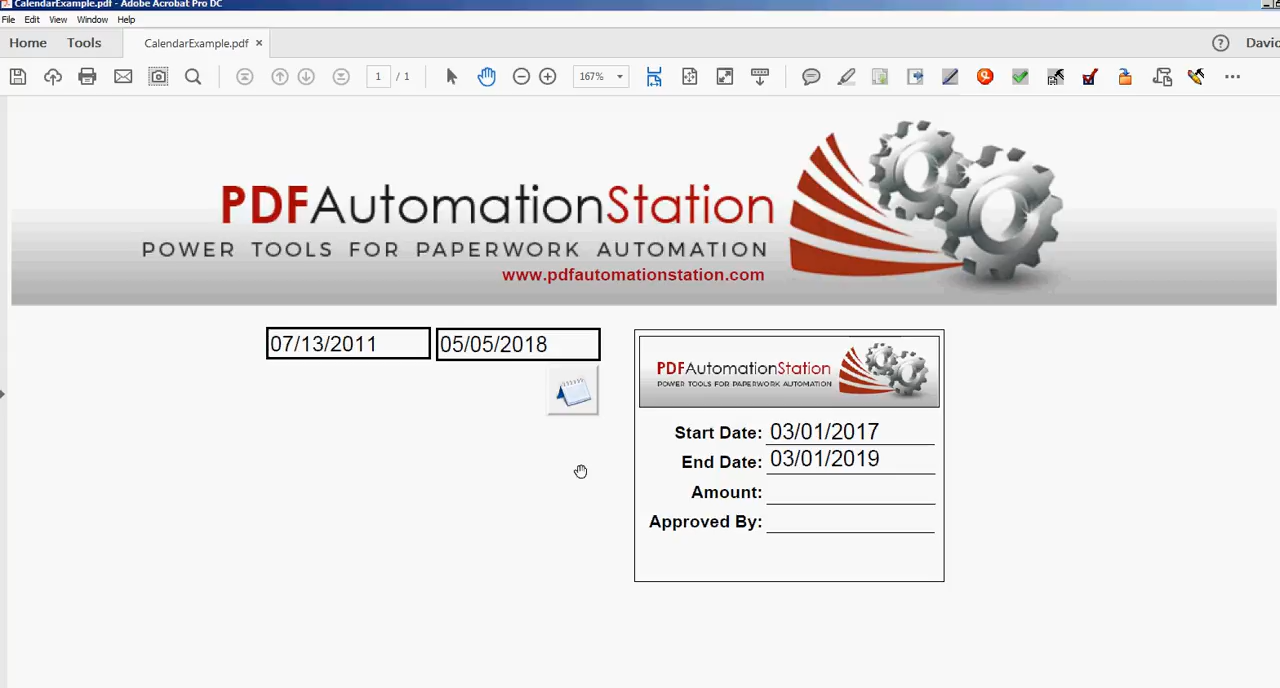 CalendarExample.pdf - Adobe Acrobat Pro DC
File Edit View Window Help
Home Tools CalendarExample.pdf × ? David
1 / 1 167%
PDFAutomationStation
POWER TOOLS FOR PAPERWORK AUTOMATION
www.pdfautomationstation.com
07/13/2011 05/05/2018
PDFAutomationStation
POWER TOOLS FOR PAPERWORK AUTOMATION
Start Date: 03/01/2017
End Date: 03/01/2019
Amount:
Approved By: